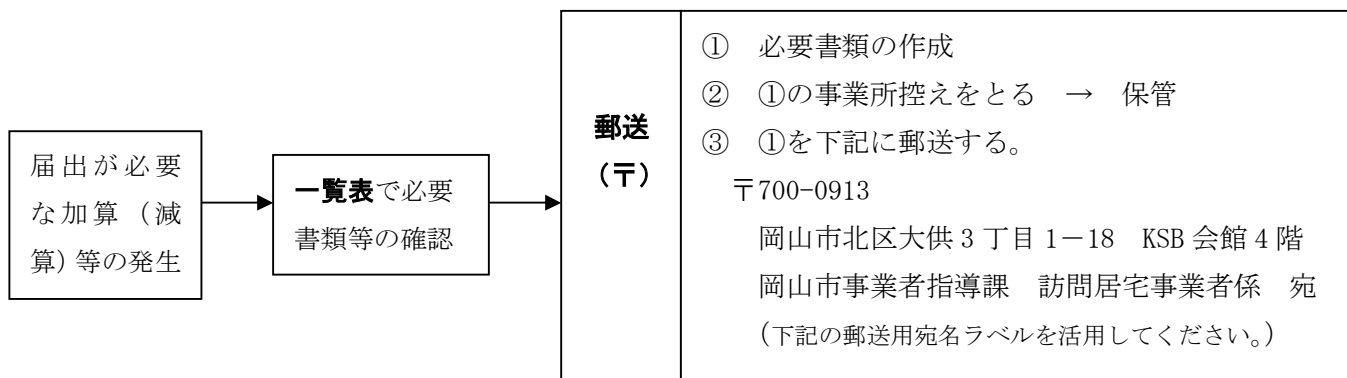 届出が必要
な加算（減
算）等の発生
一覧表で必要
書類等の確認
郵送
（〒）
① 必要書類の作成
② ①の事業所控えをとる → 保管
③ ①を下記に郵送する。
〒700-0913
岡山市北区大供３丁目１－18 KSB 会館４階
岡山市事業者指導課 訪問居宅事業者係 宛
（下記の郵送用宛名ラベルを活用してください。）